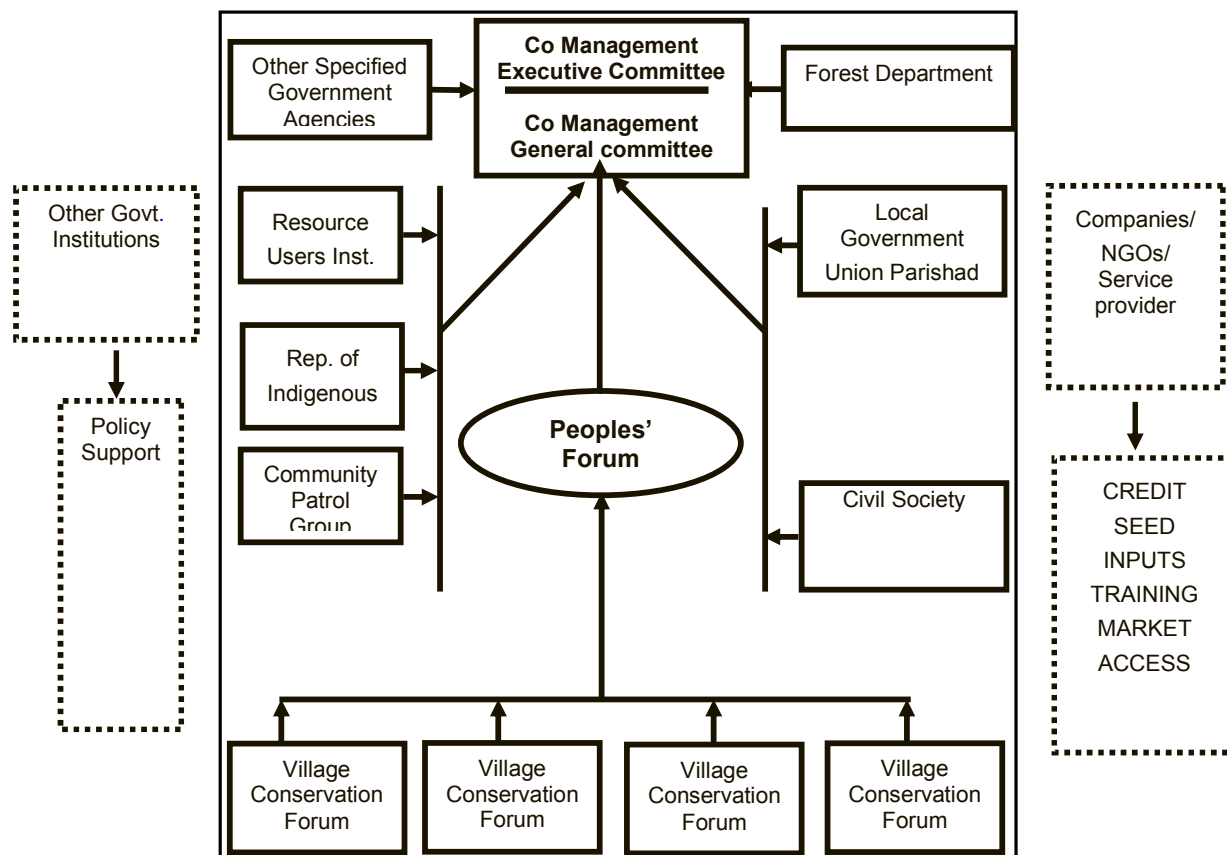 Co Management
Executive Committee
Co Management
General committee
Other Specified
Government
Agencies
Forest Department
Other Govt.
Institutions
Resource
Users Inst.
Local
Government
Union Parishad
Companies/
NGOs/
Service
provider
Rep. of
Indigenous
Policy
Support
Peoples’
Forum
Community
Patrol
Group
Civil Society
CREDIT
SEED
INPUTS
TRAINING
MARKET
ACCESS
Village
Conservation
Forum
Village
Conservation
Forum
Village
Conservation
Forum
Village
Conservation
Forum